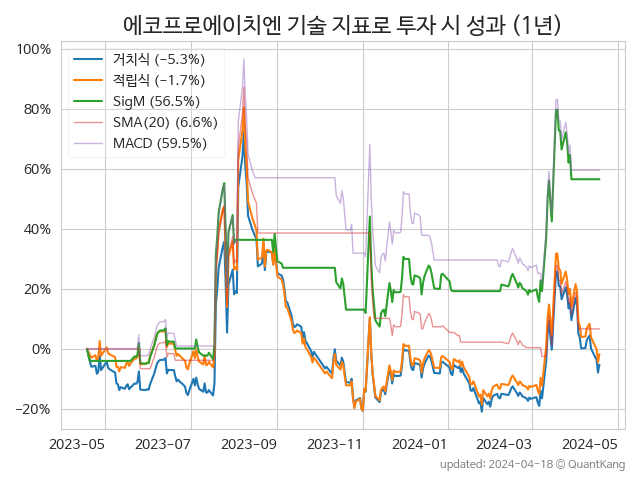 에코프로에이치엔 기술 지표로 투자 시 성과 (1년)
거치식 (−5.3%)
적립식 (−1.7%)
SigM (56.5%)
SMA(20) (6.6%)
MACD (59.5%)
100%
80%
60%
40%
20%
0%
−20%
2023-05 2023-07 2023-09 2023-11 2024-01 2024-03 2024-05
updated: 2024-04-18 © QuantKang